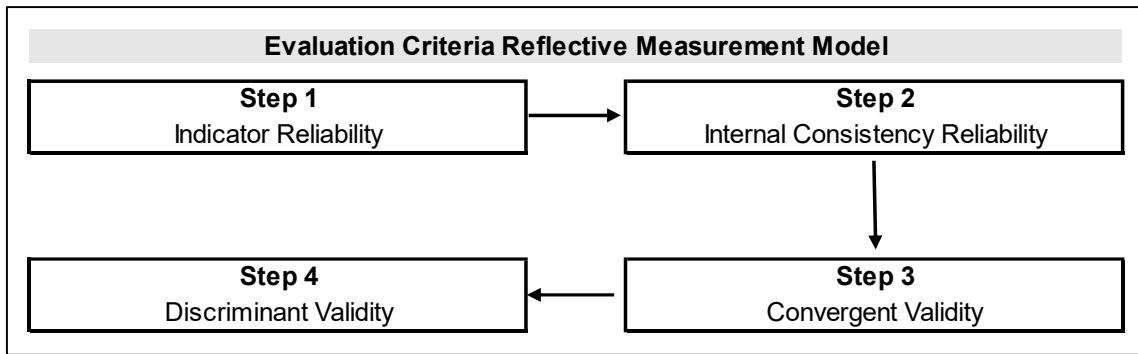 Evaluation Criteria Reflective Measurement Model
Step 1
Indicator Reliability
Step 2
Internal Consistency Reliability
Step 3
Convergent Validity
Step 4
Discriminant Validity